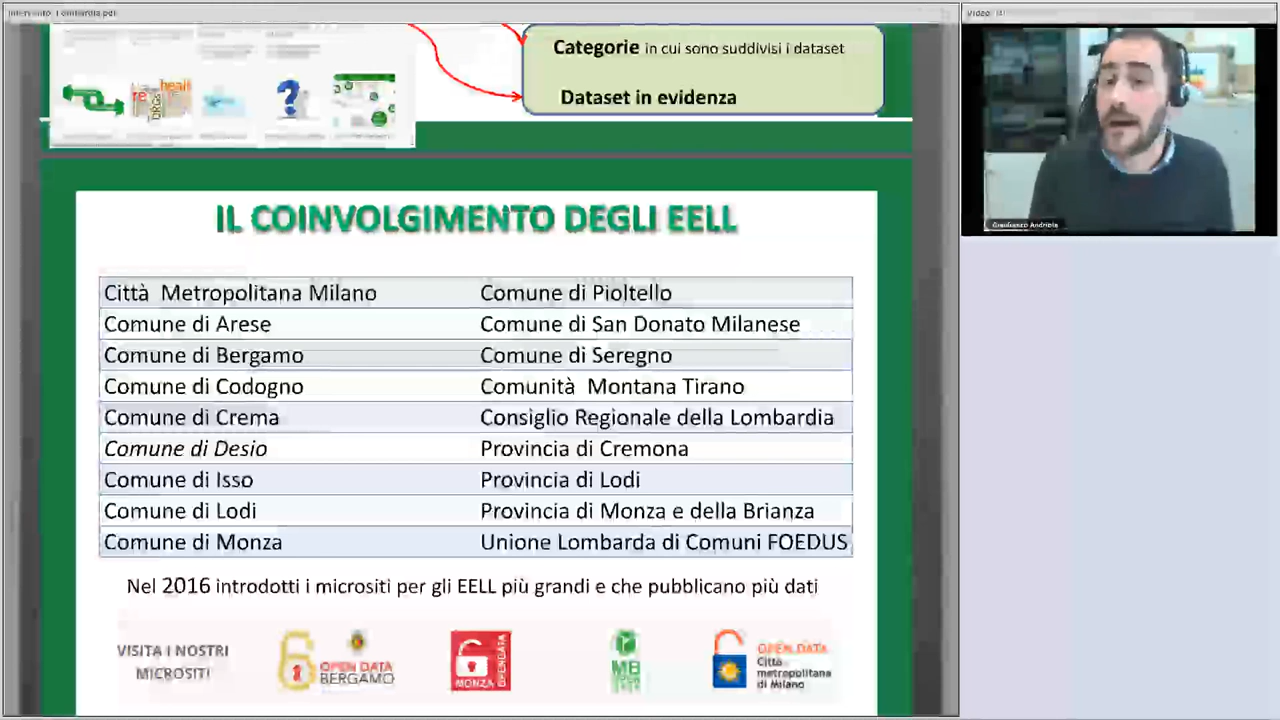 Categorie in cui sono suddivisi i dataset
Dataset in evidenza
IL COINVOLGIMENTO DEGLI EELL
Città Metropolitana Milano Comune di Pioltello
Comune di Arese Comune di San Donato Milanese
Comune di Bergamo Comune di Seregno
Comune di Codogno Comunità Montana Tirano
Comune di Crema Consiglio Regionale della Lombardia
Comune di Desio Provincia di Cremona
Comune di Isso Provincia di Lodi
Comune di Lodi Provincia di Monza e della Brianza
Comune di Monza Unione Lombarda di Comuni FOEDUS
Nel 2016 introdotti i micrositi per gli EELL più grandi e che pubblicano più dati
VISITA I NOSTRI
MICROSITI
OPEN DATA
BERGAMO
MONZA
OPENDATA
MB
OPEN DATA
Città
metropolitana
di Milano